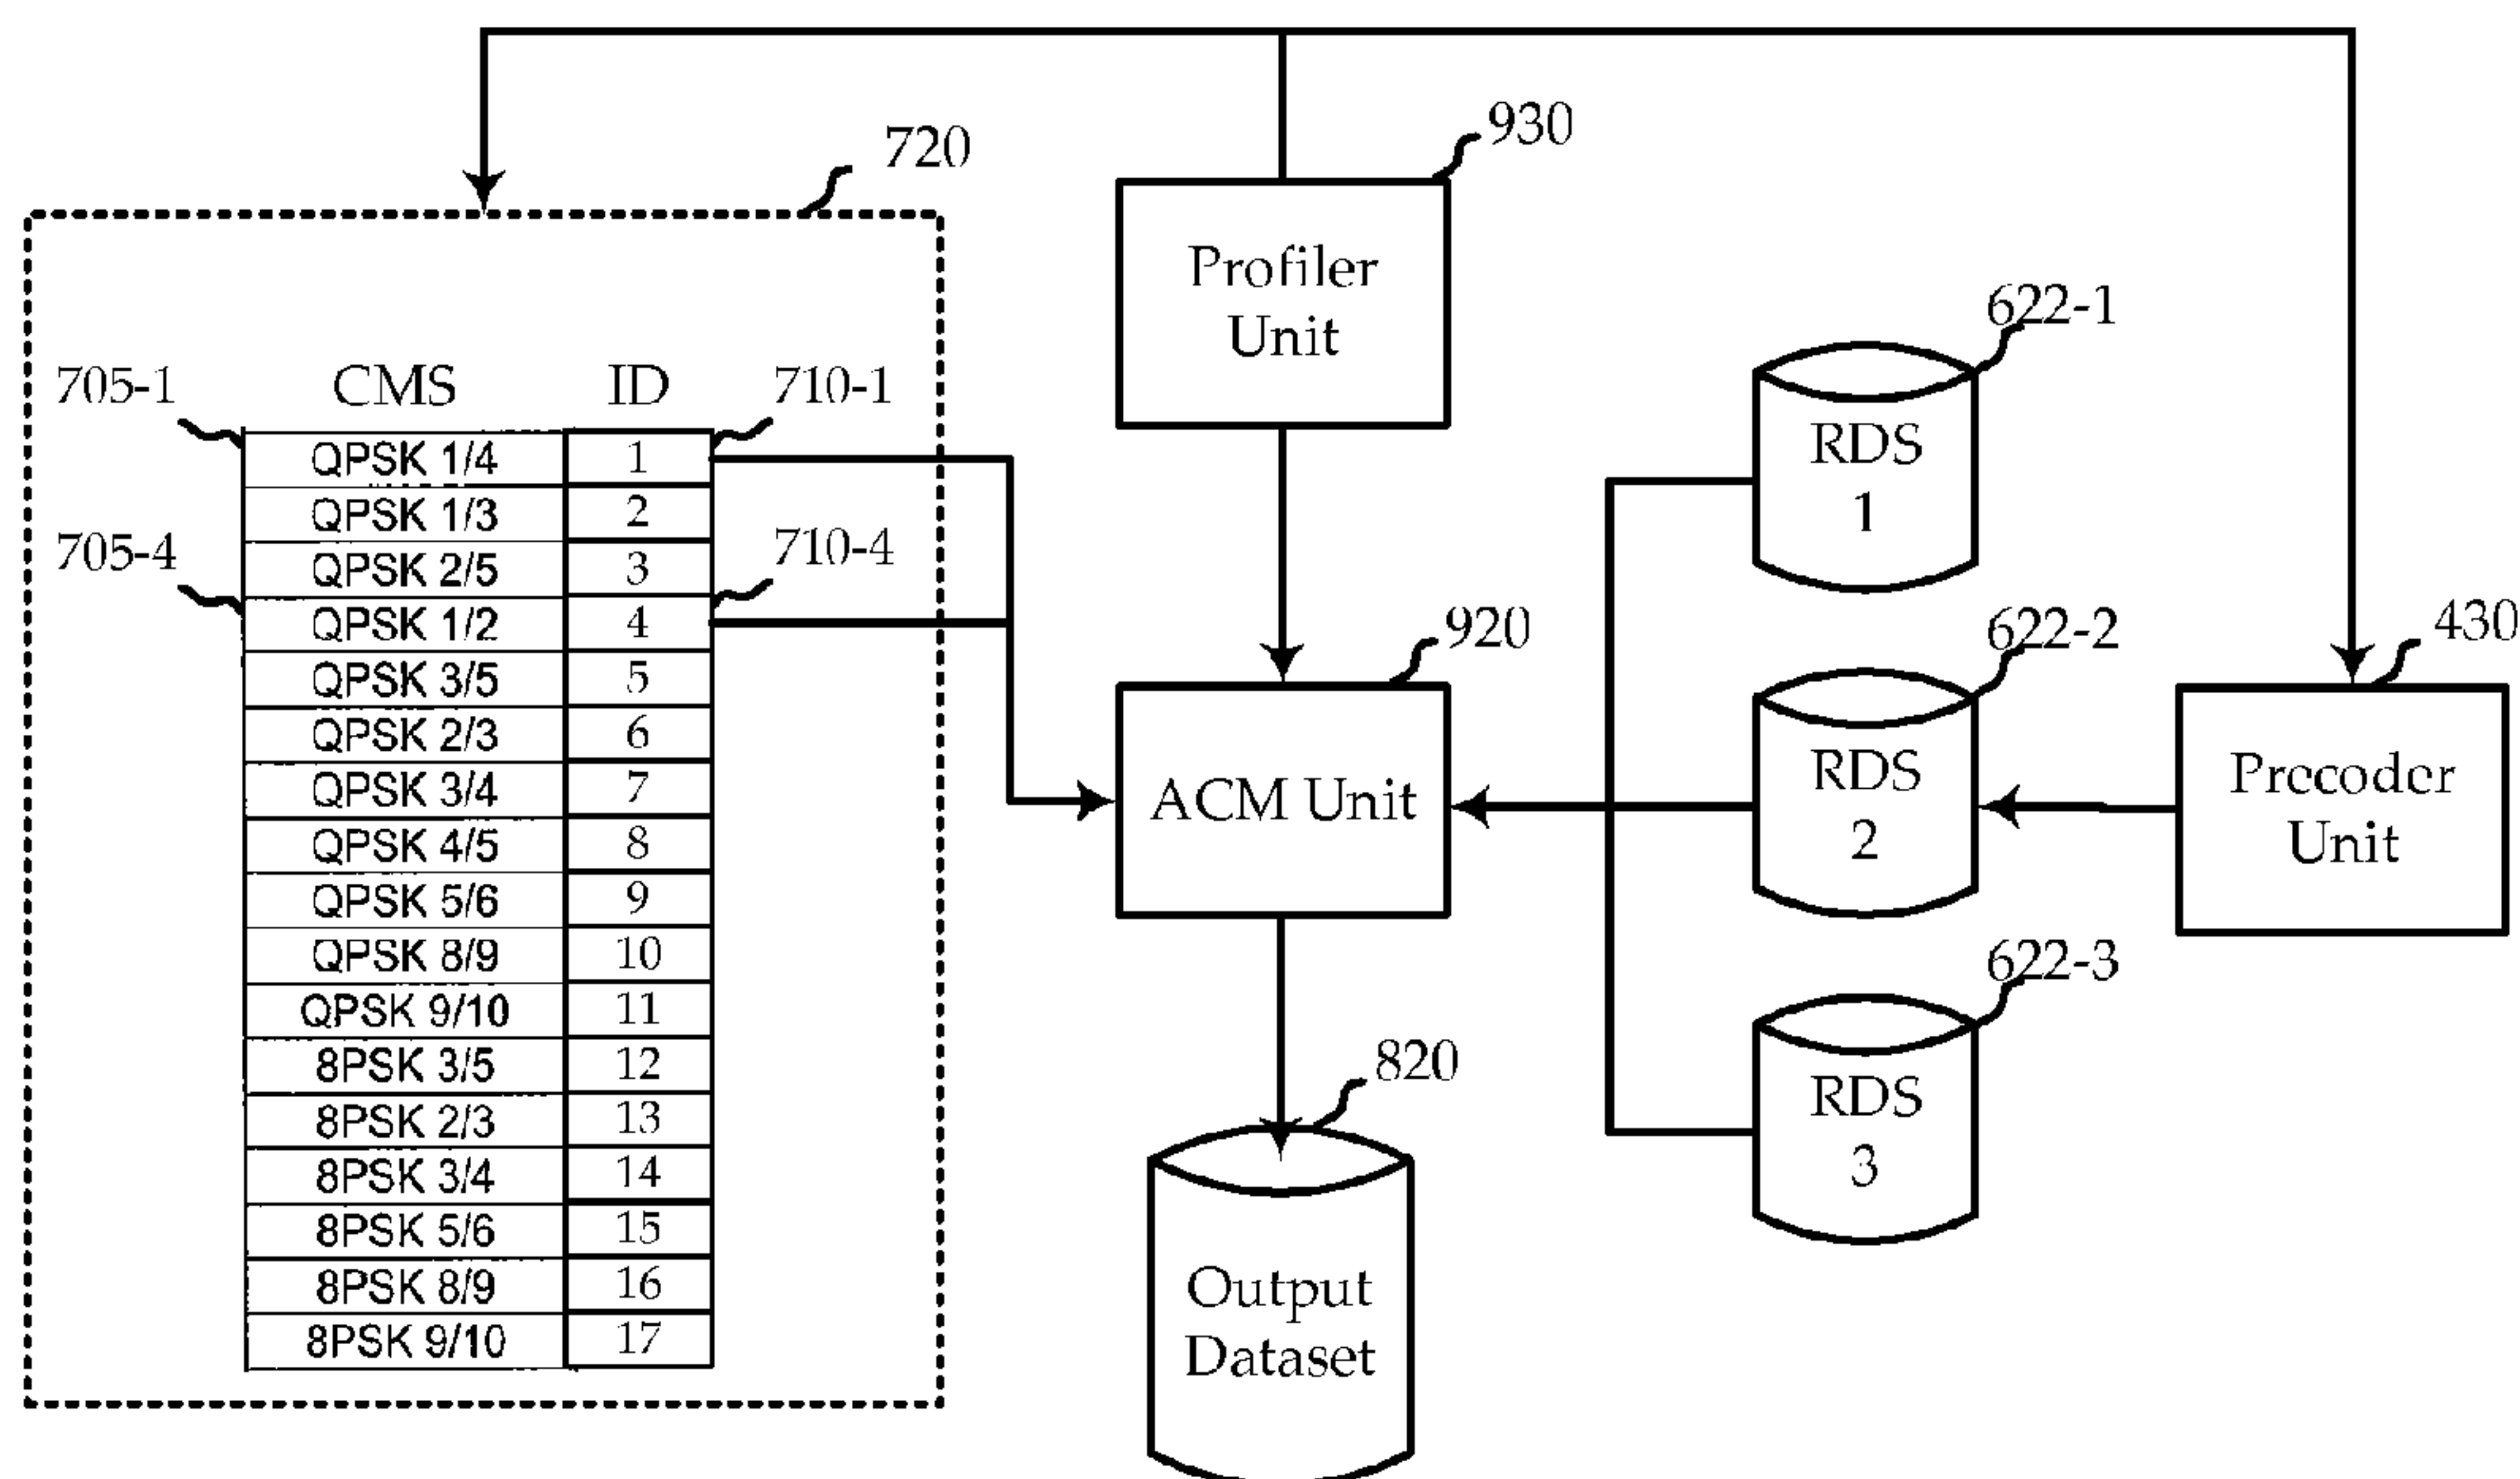 930
720
Profiler
Unit
622-1
705-1
CMS
ID
710-1
RDS
1
QPSK 1/4
1
QPSK 1/3
2
705-4
710-4
QPSK 2/5
3
QPSK 1/2
4
920
622-2
430
QPSK 3/5
5
QPSK 2/3
6
QPSK 3/4
7
ACM Unit
RDS
2
Precoder
Unit
QPSK 4/5
8
QPSK 5/6
9
QPSK 8/9
10
622-3
QPSK 9/10
11
8PSK 3/5
12
820
8PSK 2/3
13
RDS
3
8PSK 3/4
14
8PSK 5/6
15
8PSK 8/9
16
Output
Dataset
8PSK 9/10
17